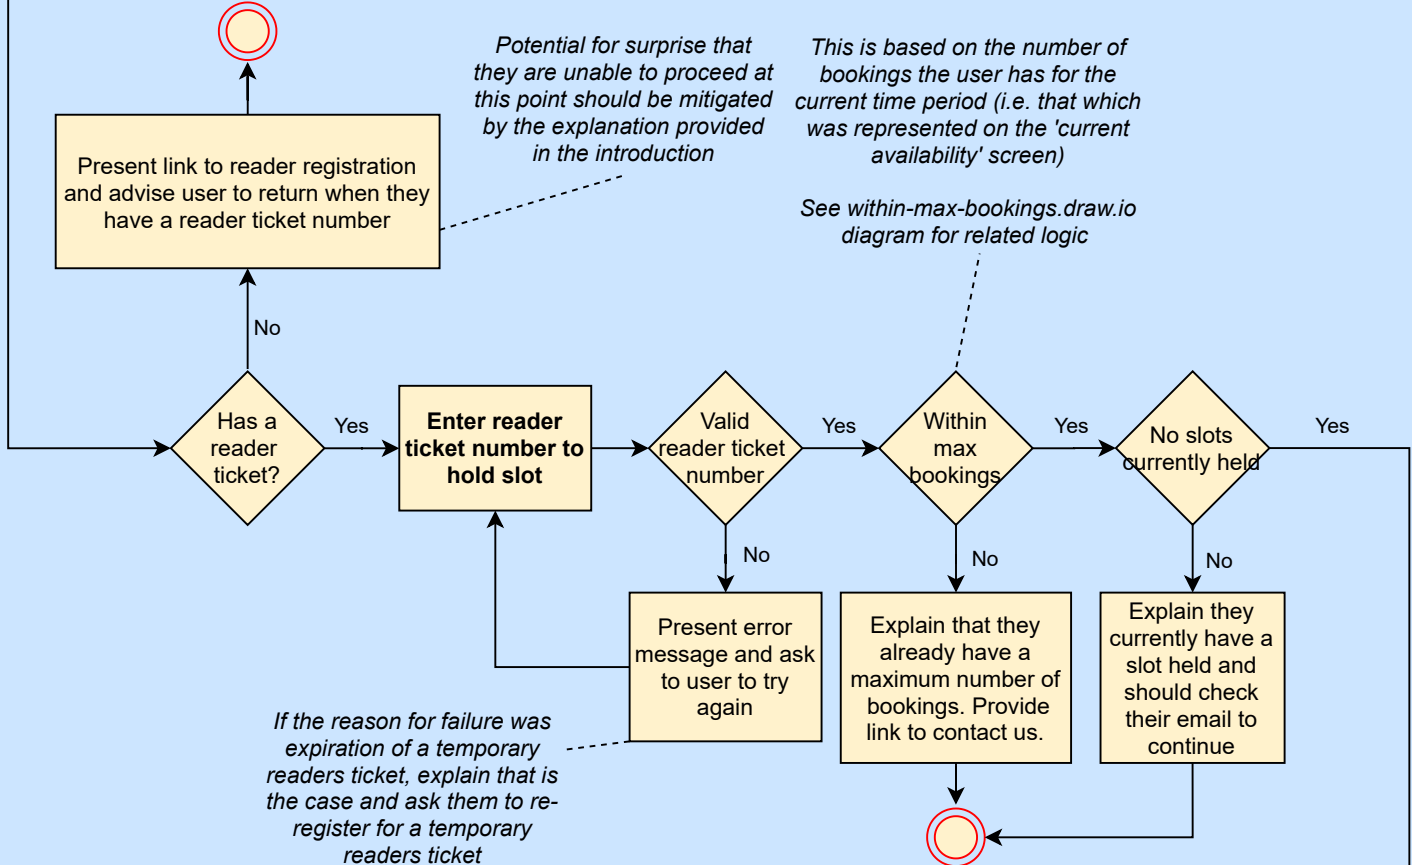 Potential for surprise that
they are unable to proceed at
this point should be mitigated
by the explanation provided
in the introduction
This is based on the number of
bookings the user has for the
current time period (i.e. that which
was represented on the 'current
availability' screen)
See within-max-bookings.draw.io
diagram for related logic
Present link to reader registration
and advise user to return when they
have a reader ticket number
No
Has a
reader
ticket?
Yes
Enter reader
ticket number to
hold slot
Valid
reader ticket
number
Yes
Within
max
bookings
Yes
No slots
currently held
Yes
No
No
No
Present error
message and ask
to user to try
again
Explain that they
already have a
maximum number of
bookings. Provide
link to contact us.
Explain they
currently have a
slot held and
should check
their email to
continue
If the reason for failure was
expiration of a temporary
readers ticket, explain that is
the case and ask them to re-
register for a temporary
readers ticket